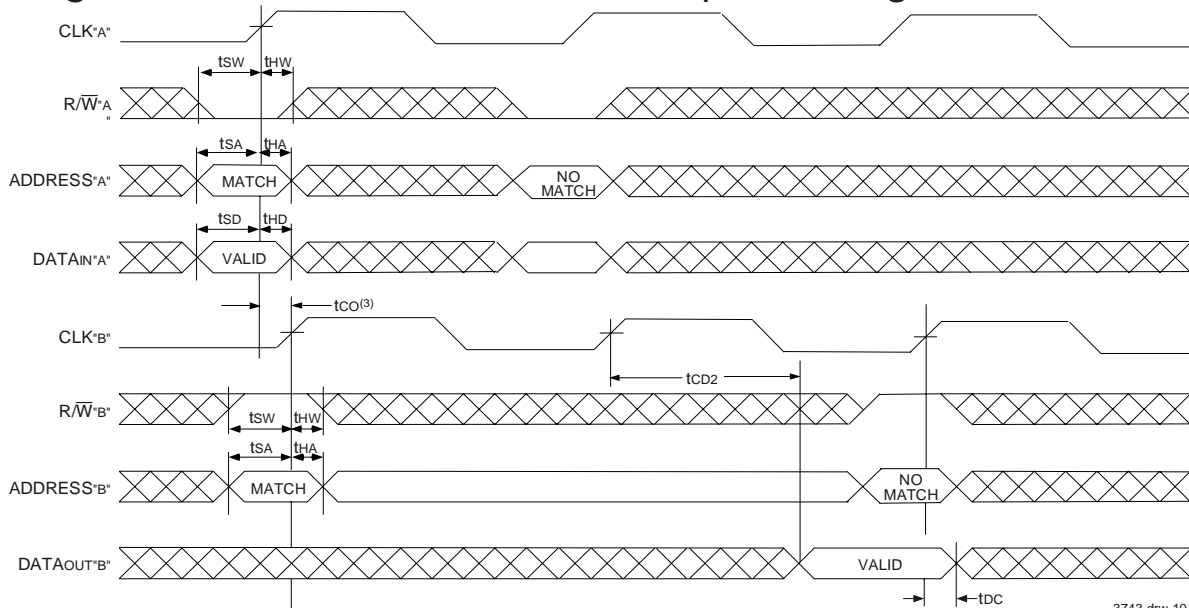 CLK"A"
tSW tHW
R/W"A
"
tSA tHA
ADDRESS"A" MATCH NO
MATCH
tSD tHD
DATAIN"A" VALID
tCO(3)
CLK"B"
tCD2
R/W"B"
tSW tHW
tSA tHA
ADDRESS"B" MATCH NO
MATCH
DATAOUT"B" VALID
tDC